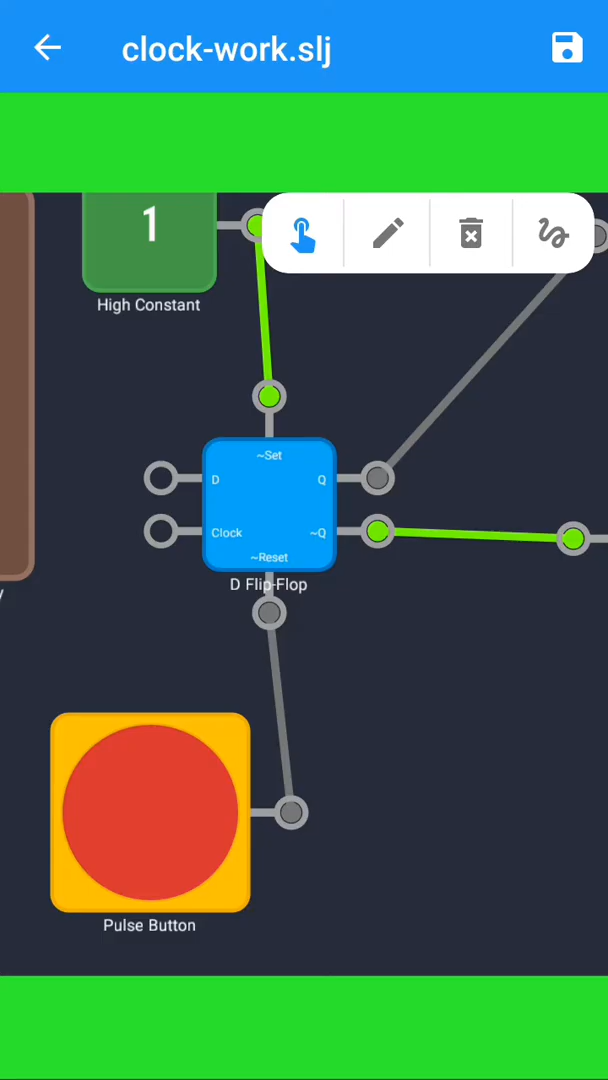 clock-work.slj
1
High Constant
~Set
D Q
Clock ~Q
~Reset
D Flip-Flop
Pulse Button